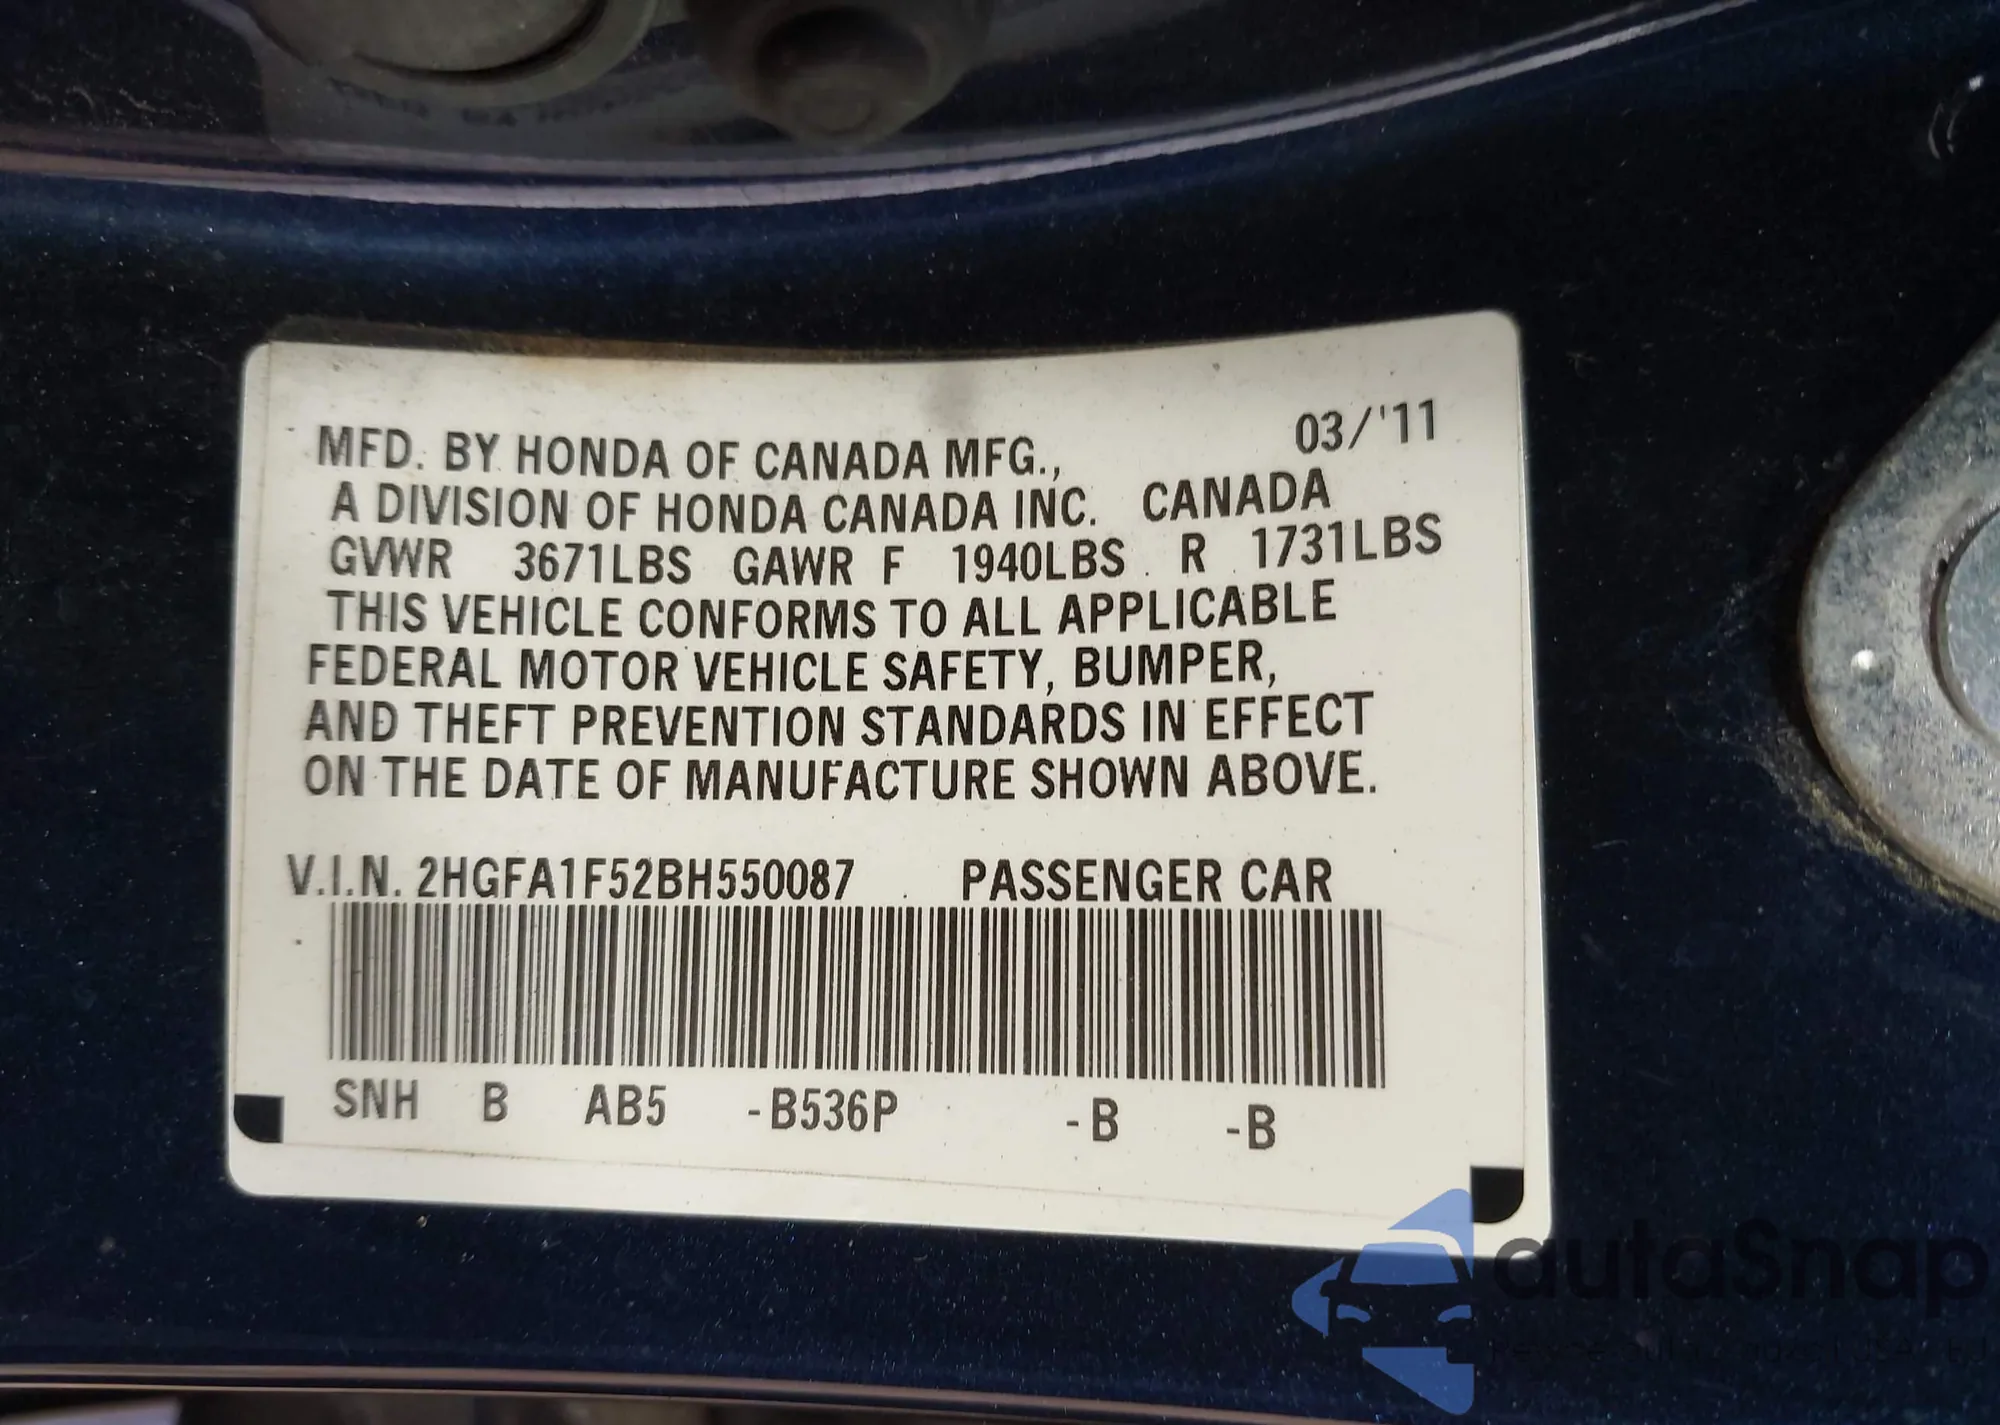 03/'11
MFD. BY HONDA OF CANADA MFG.,
A DIVISION OF HONDA CANADA INC. CANADA
GVWR 3671LBS GAWR F 1940LBS R 1731LBS
THIS VEHICLE CONFORMS TO ALL APPLICABLE
FEDERAL MOTOR VEHICLE SAFETY, BUMPER,
AND THEFT PREVENTION STANDARDS IN EFFECT
ON THE DATE OF MANUFACTURE SHOWN ABOVE.
V.I.N. 2HGFA1F52BH550087 PASSENGER CAR
SNH B AB5 -B536P -B -B
autaSnap